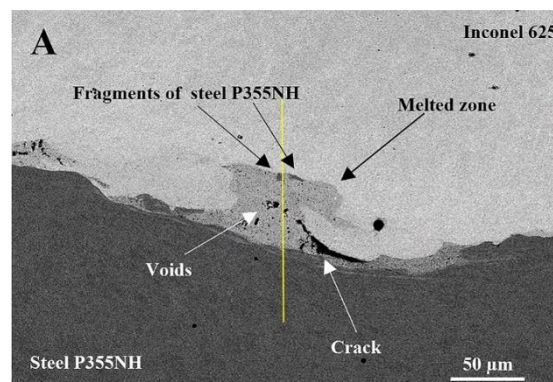 A
Inconel 625
Fragments of steel P355NH
Melted zone
Voids
Crack
Steel P355NH
50 μm